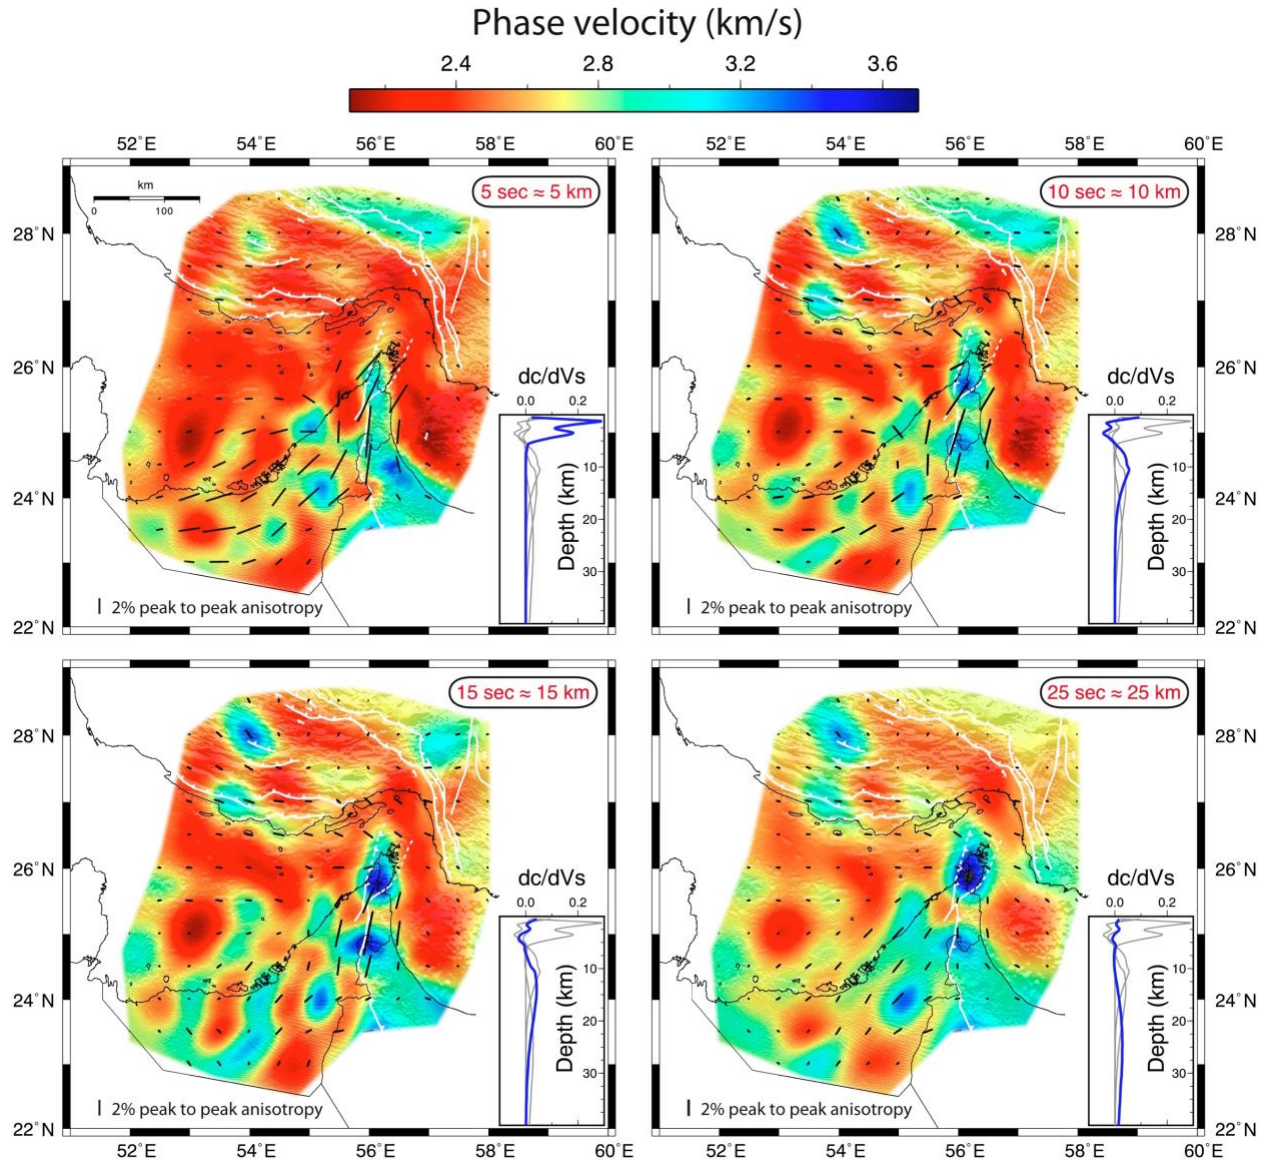 Phase velocity (km/s)
2.4 2.8 3.2 3.6
52°E 54°E 56°E 58°E 60°E 52°E 54°E 56°E 58°E 60°E
km
0 100
5 sec ≈ 5 km
10 sec ≈ 10 km
28°N 28°N
26°N 26°N
dc/dVs dc/dVs
0.0 0.2 0.0 0.2
10 10
24°N 24°N
20 20
Depth (km) Depth (km)
30 30
2% peak to peak anisotropy 2% peak to peak anisotropy
22°N 22°N
15 sec ≈ 15 km
25 sec ≈ 25 km
28°N 28°N
26°N 26°N
dc/dVs dc/dVs
0.0 0.2 0.0 0.2
10 10
24°N 24°N
20 20
Depth (km) Depth (km)
30 30
2% peak to peak anisotropy 2% peak to peak anisotropy
22°N 22°N
52°E 54°E 56°E 58°E 60°E 52°E 54°E 56°E 58°E 60°E